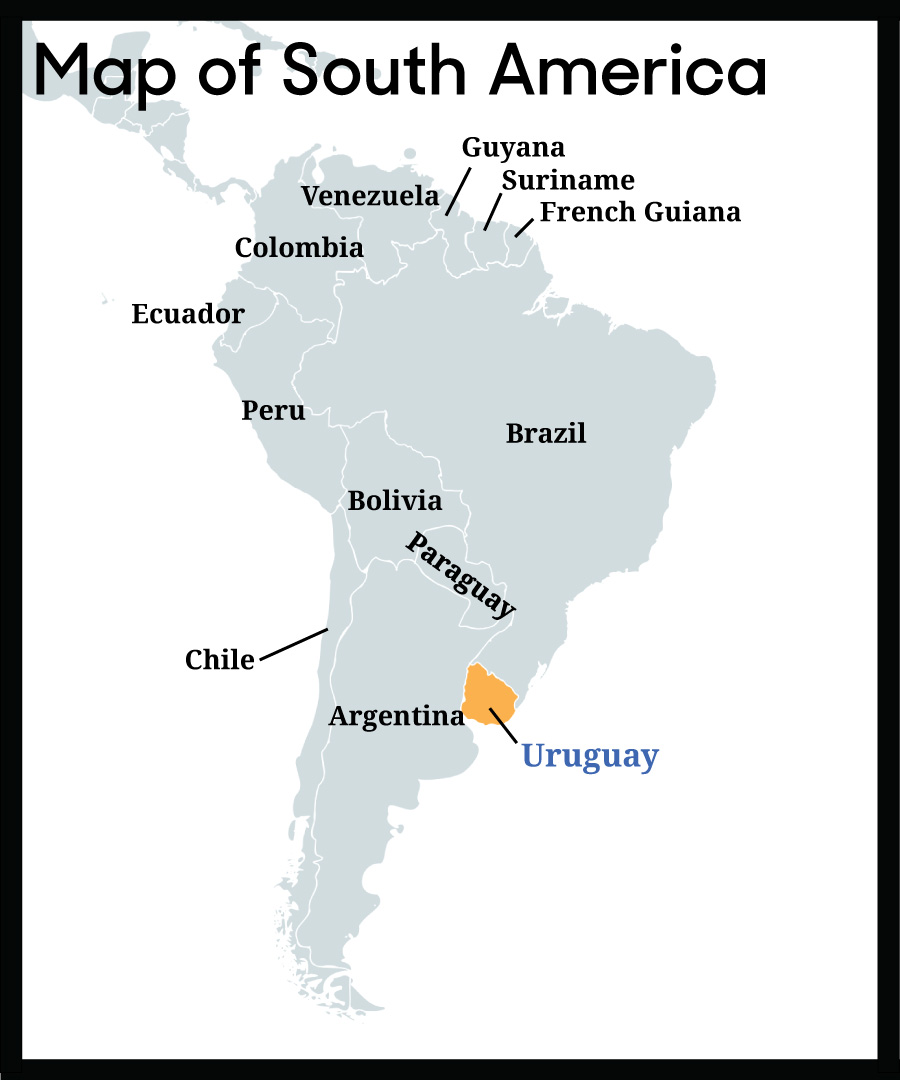 Map of South America
Guyana
Suriname
Venezuela
French Guiana
Colombia
Ecuador
Peru
Brazil
Bolivia
Paraguay
Chile
Argentina
Uruguay